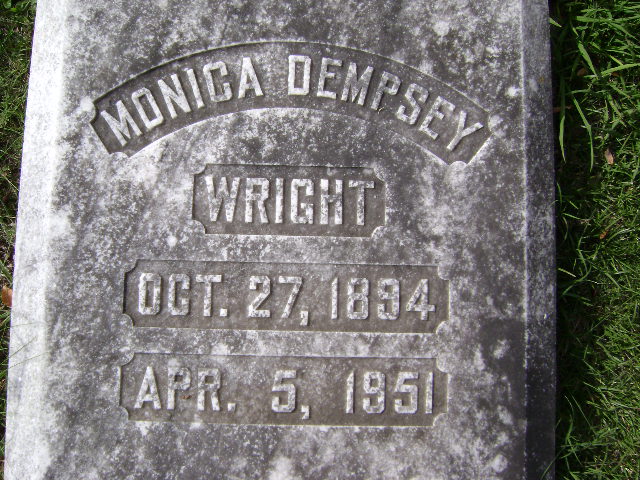 MONICA DEMPSEY
WRIGHT
OCT. 27, 1894
APR. 5, 1951